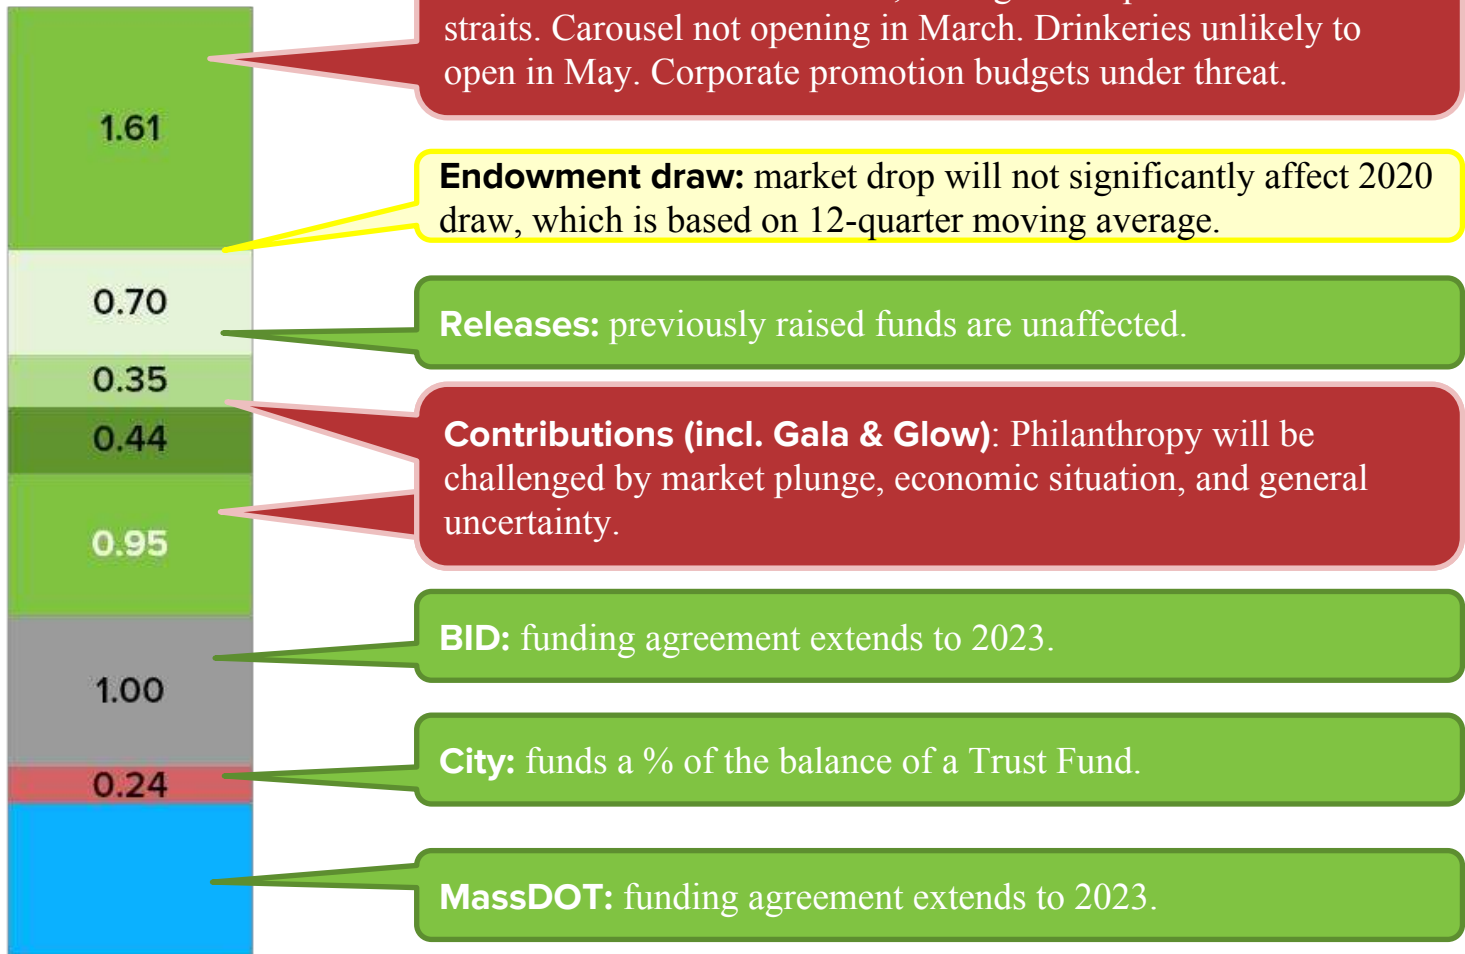 straits. Carousel not opening in March. Drinkeries unlikely to
open in May. Corporate promotion budgets under threat.
1.61
Endowment draw: market drop will not significantly affect 2020
draw, which is based on 12-quarter moving average.
0.70
Releases: previously raised funds are unaffected.
0.35
0.44
Contributions (incl. Gala & Glow): Philanthropy will be
challenged by market plunge, economic situation, and general
uncertainty.
0.95
BID: funding agreement extends to 2023.
1.00
City: funds a % of the balance of a Trust Fund.
0.24
MassDOT: funding agreement extends to 2023.